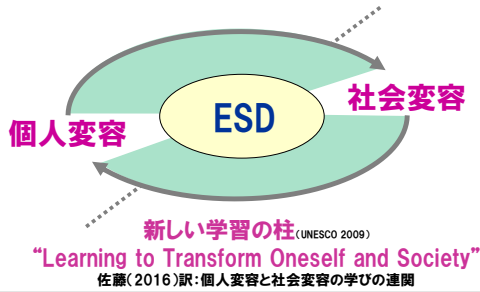 社会変容
ESD
個人変容
新しい学習の柱(UNESCO 2009)
“Learning to Transform Oneself and Society”
佐藤(2016)訳:個人変容と社会変容の学びの連関